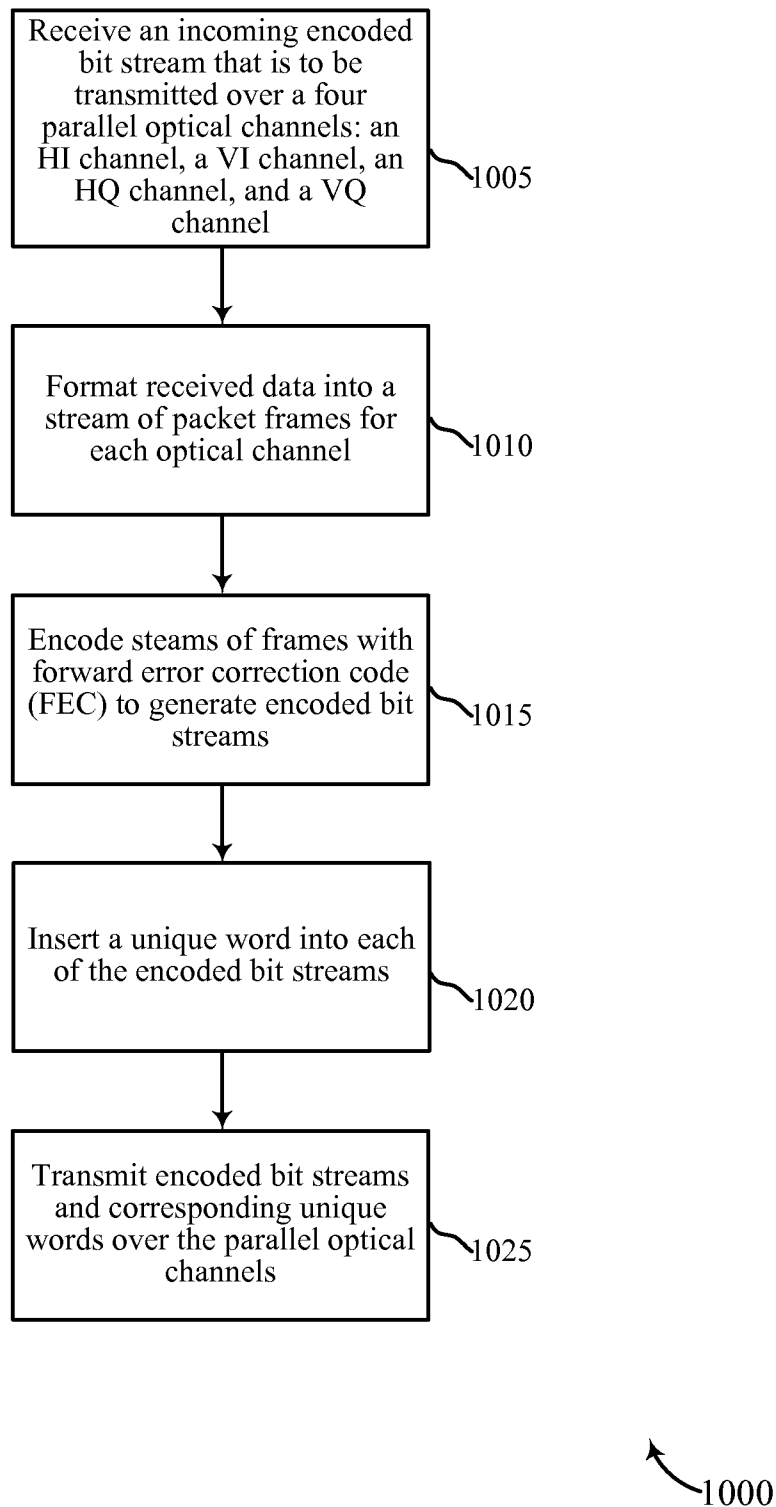 Receive an incoming encoded
bit stream that is to be
transmitted over a four
parallel optical channels: an
HI channel, a VI channel, an
HQ channel, and a VQ
channel
1005
Format received data into a
stream of packet frames for
each optical channel
1010
Encode steams of frames with
forward error correction code
(FEC) to generate encoded bit
streams
1015
Insert a unique word into each
of the encoded bit streams
1020
Transmit encoded bit streams
and corresponding unique
words over the parallel optical
channels
1025
1000